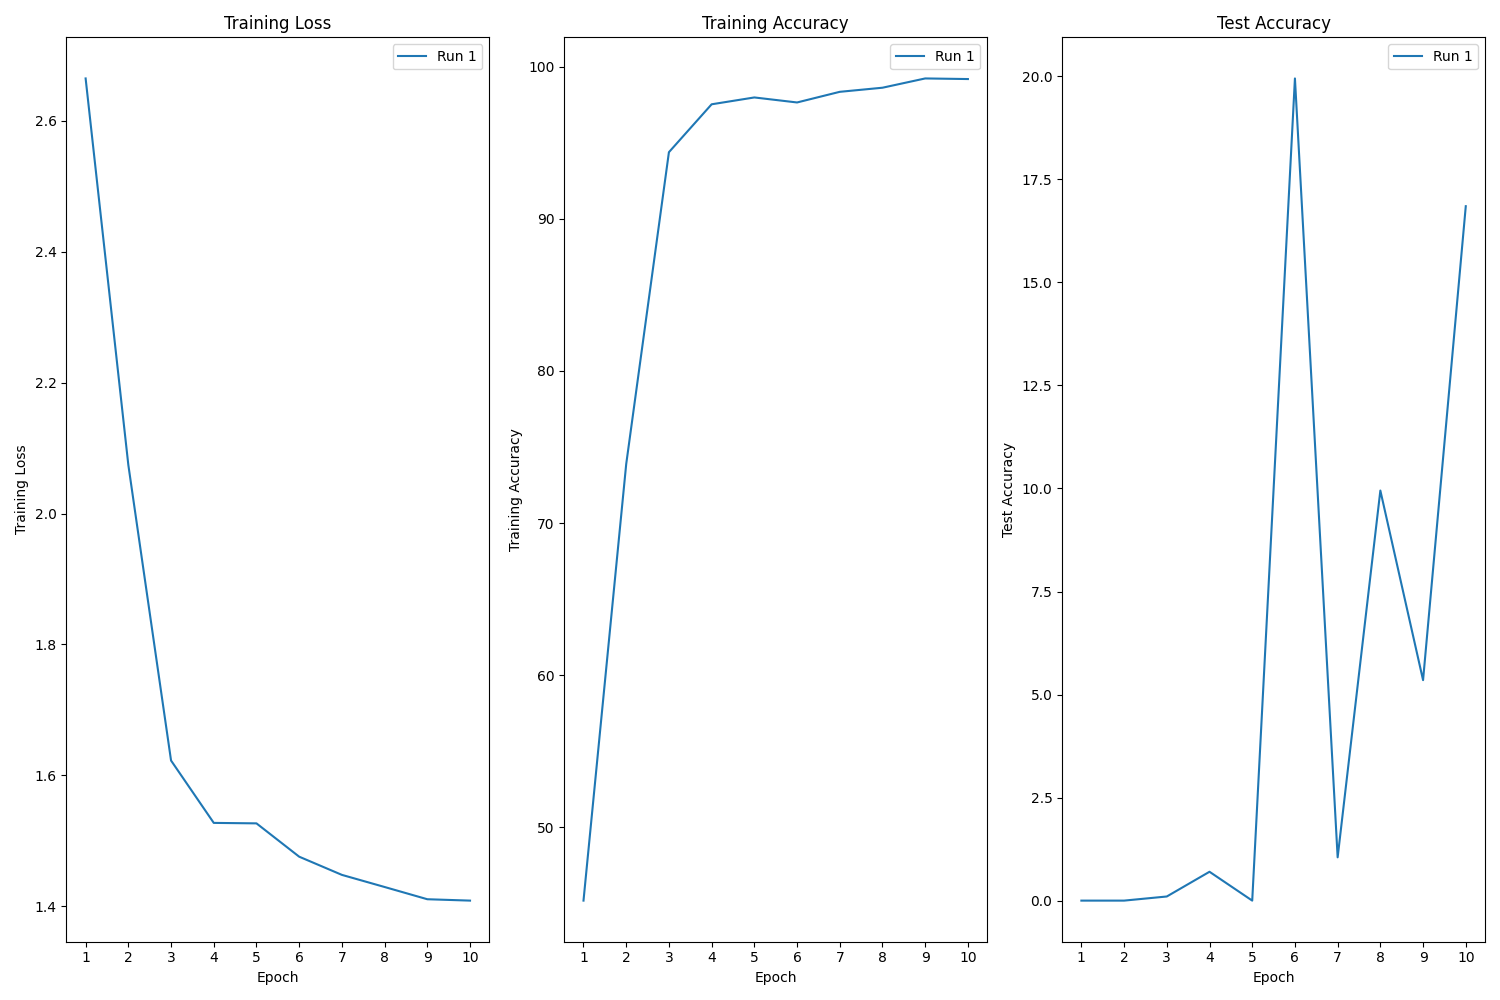 Training Loss
Run 1
2.6
2.4
2.2
2.0
1.8
1.6
1.4
Training Loss
1 2 3 4 5 6 7 8 9 10
Epoch
Training Accuracy
Run 1
100
90
80
70
60
50
Training Accuracy
1 2 3 4 5 6 7 8 9 10
Epoch
Test Accuracy
Run 1
20.0
17.5
15.0
12.5
10.0
7.5
5.0
2.5
0.0
Test Accuracy
1 2 3 4 5 6 7 8 9 10
Epoch